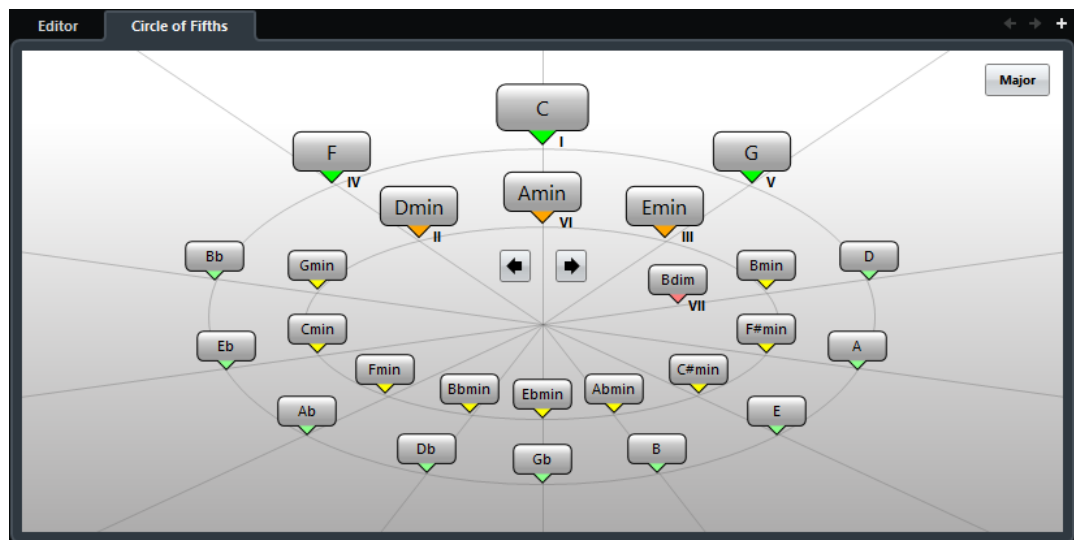 Editor
Circle of Fifths
Major
C
I
F
IV
G
V
Dmin
II
Amin
VI
Emin
III
Bb
Gmin
Bdim
VII
Bmin
D
Eb
Cmin
F#min
A
Fmin
C#min
Bbmin
Ebmin
Abmin
Ab
E
Db
Gb
B